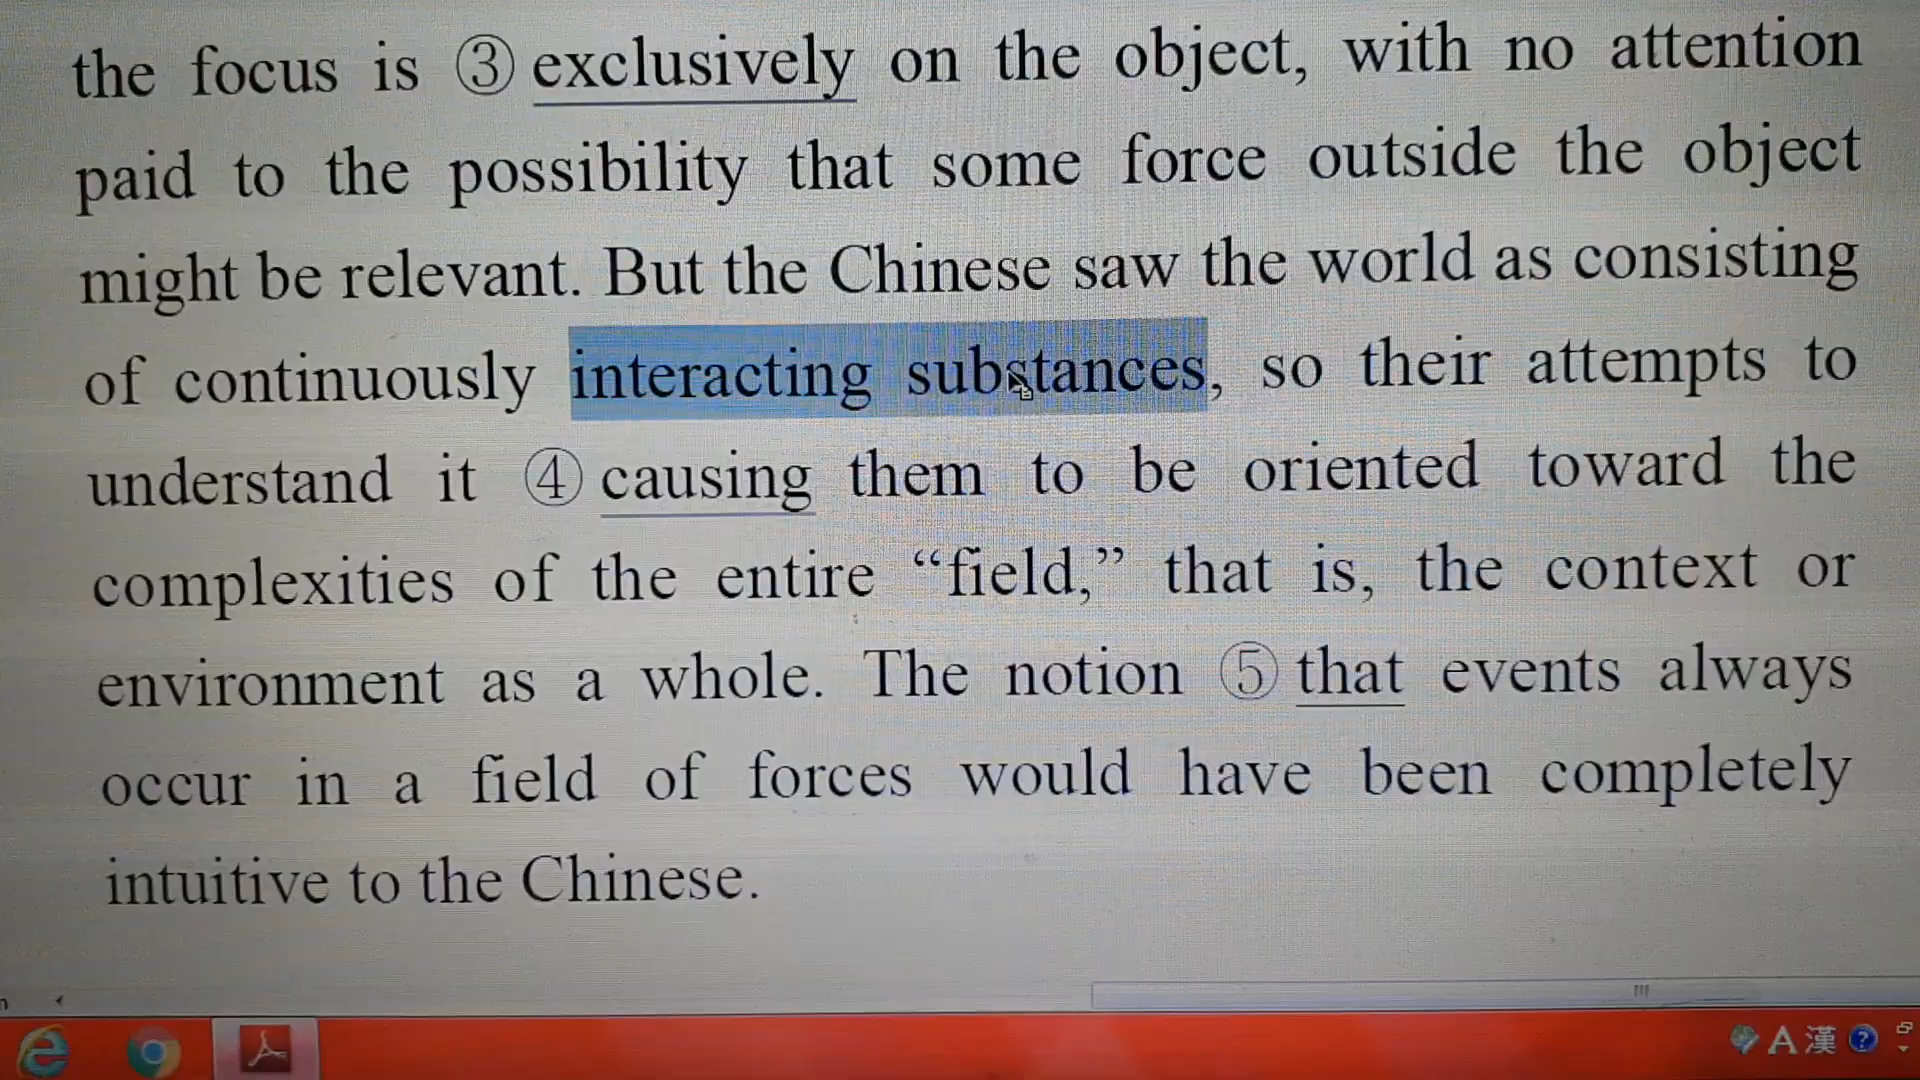 the focus is ③ exclusively on the object, with no attention
paid to the possibility that some force outside the object
might be relevant. But the Chinese saw the world as consisting
of continuously interacting substances, so their attempts to
understand it ④ causing them to be oriented toward the
complexities of the entire “field,” that is, the context or
environment as a whole. The notion ⑤ that events always
occur in a field of forces would have been completely
intuitive to the Chinese.
A 漢 ?